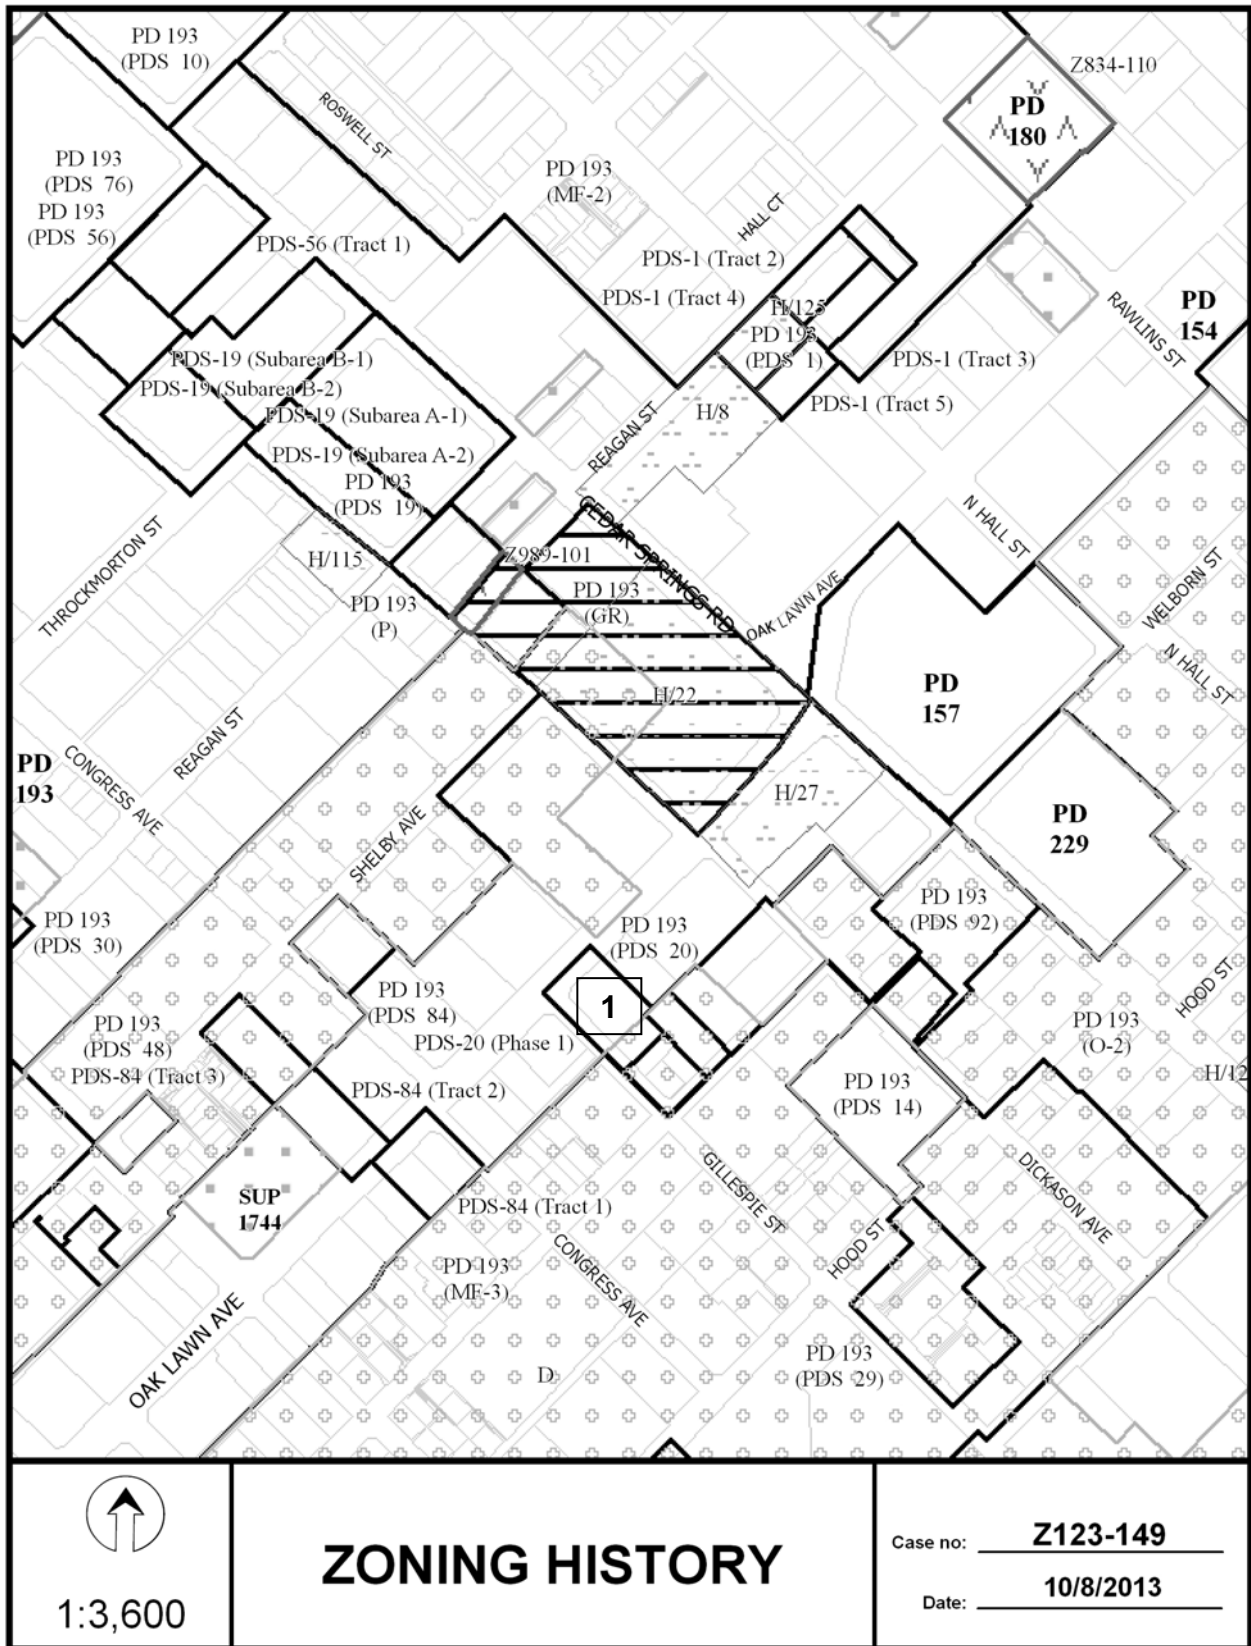 PD 193
(PDS 10)
Z834-110
PD
180
ROSWELL ST
PD 193
(PDS 76)
PD 193
(PDS 56)
PD 193
(MF-2)
HALL CT
PDS-56 (Tract 1)
PDS-1 (Tract 2)
PDS-1 (Tract 4)
H/125
PD 193
(PDS 1)
PD
154
RAWLINS ST
PDS-1 (Tract 3)
PDS-1 (Tract 5)
PDS-19 (Subarea B-1)
PDS-19 (Subarea B-2)
PDS-19 (Subarea A-1)
PDS-19 (Subarea A-2)
PD 193
(PDS 19)
REAGAN ST
H/8
CEDAR SPRINGS RD
N HALL ST
THROCKMORTON ST
H/115
Z989-101
PD 193
(GR)
PD 193
(P)
OAK LAWN AVE
WELBORN ST
N HALL ST
H/22
PD
157
REAGAN ST
PD
193
CONGRESS AVE
H/27
PD
229
SHELBY AVE
PD 193
(PDS 30)
PD 193
(PDS 20)
PD 193
(PDS 92)
HOOD ST
1
PD 193
(PDS 84)
PD 193
(PDS 48)
PDS-20 (Phase 1)
PD 193
(O-2)
PDS-84 (Tract 3)
H/12
PDS-84 (Tract 2)
PD 193
(PDS 14)
SUP
1744
PDS-84 (Tract 1)
GILLESPIE ST
DICKASON AVE
HOOD ST
CONGRESS AVE
PD 193
(MF-3)
OAK LAWN AVE
D
PD 193
(PDS 29)
1:3,600
ZONING HISTORY
Case no: Z123-149
Date: 10/8/2013